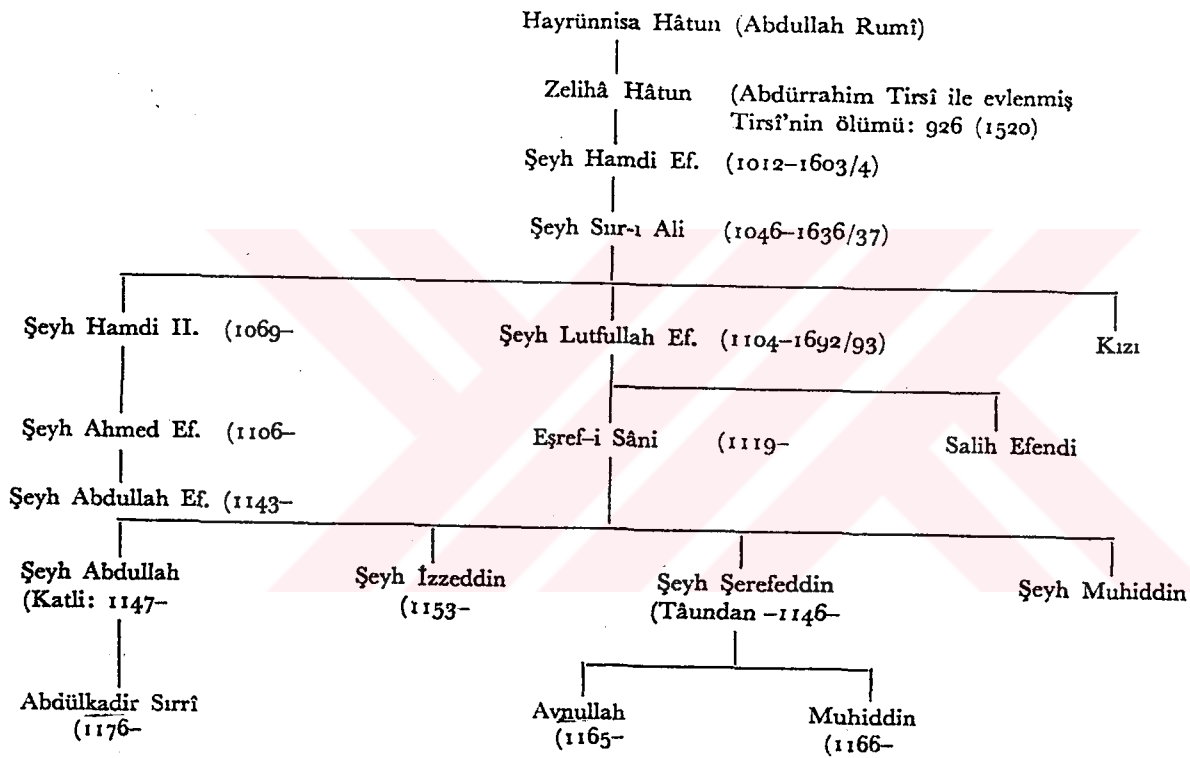 Hayrünnisa Hâtun (Abdullah Rumî)
Zelihâ Hâtun (Abdürrahim Tirsî ile evlenmiş
Tirsî'nin ölümü: 926 (1520)
Şeyh Hamdi Ef. (1012–1603/4)
Şeyh Sıır-ı Ali (1046–1636/37)
Şeyh Hamdi II. (1069–
Şeyh Lutfullah Ef. (1104–1692/93)
Kızı
Şeyh Ahmed Ef. (1106–
Eşref–i Sâni (1119–
Salih Efendi
Şeyh Abdullah Ef. (1143–
Şeyh Abdullah
(Katli: 1147–
Şeyh İzzeddin
(1153–
Şeyh Şerefeddin
(Tâundan –1146–
Şeyh Muhiddin
Abdülkadir Sırrî
(1176–
Avnullah
(1165–
Muhiddin
(1166–